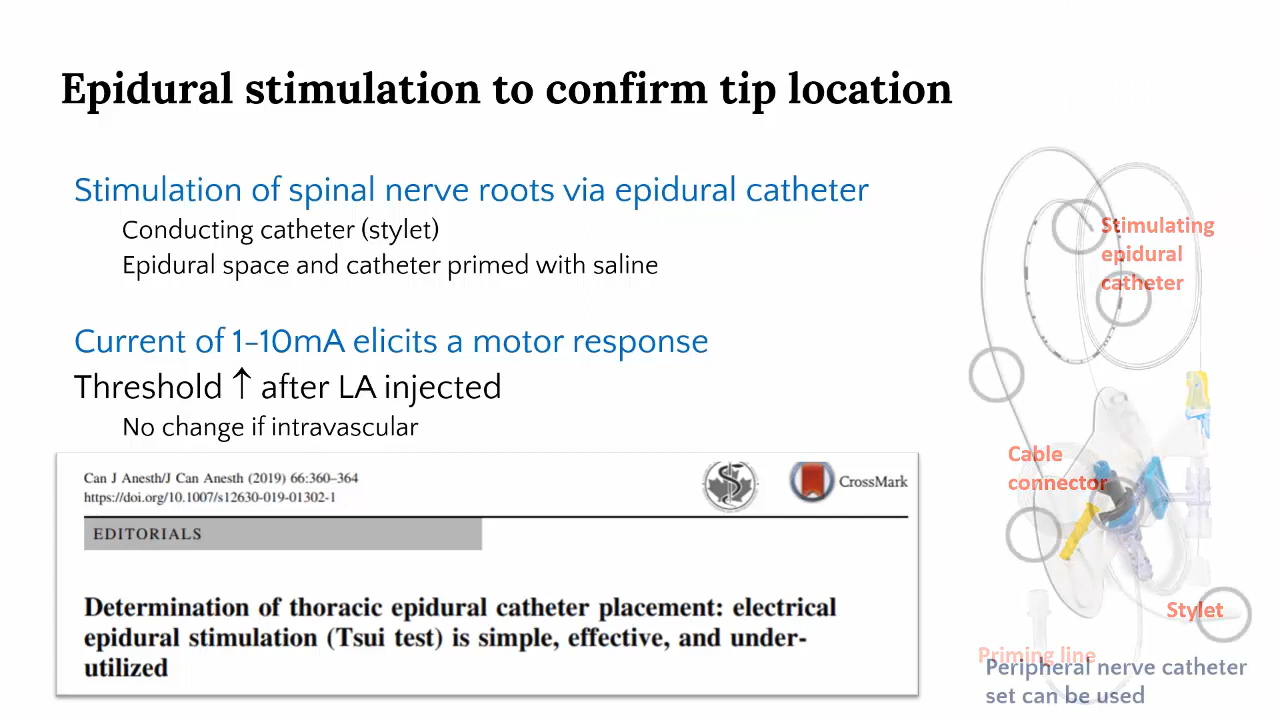 Epidural stimulation to confirm tip location
Stimulation of spinal nerve roots via epidural catheter
Conducting catheter (stylet)
Epidural space and catheter primed with saline
Current of 1–10mA elicits a motor response
Threshold ↑ after LA injected
No change if intravascular
Can J Anesth/J Can Anesth (2019) 66:360–364
https://doi.org/10.1007/s12630-019-01302-1
CrossMark
EDITORIALS
Determination of thoracic epidural catheter placement: electrical
epidural stimulation (Tsui test) is simple, effective, and under-
utilized
Stimulating
epidural
catheter
Cable
connector
Stylet
Priming line
Peripheral nerve catheter
set can be used